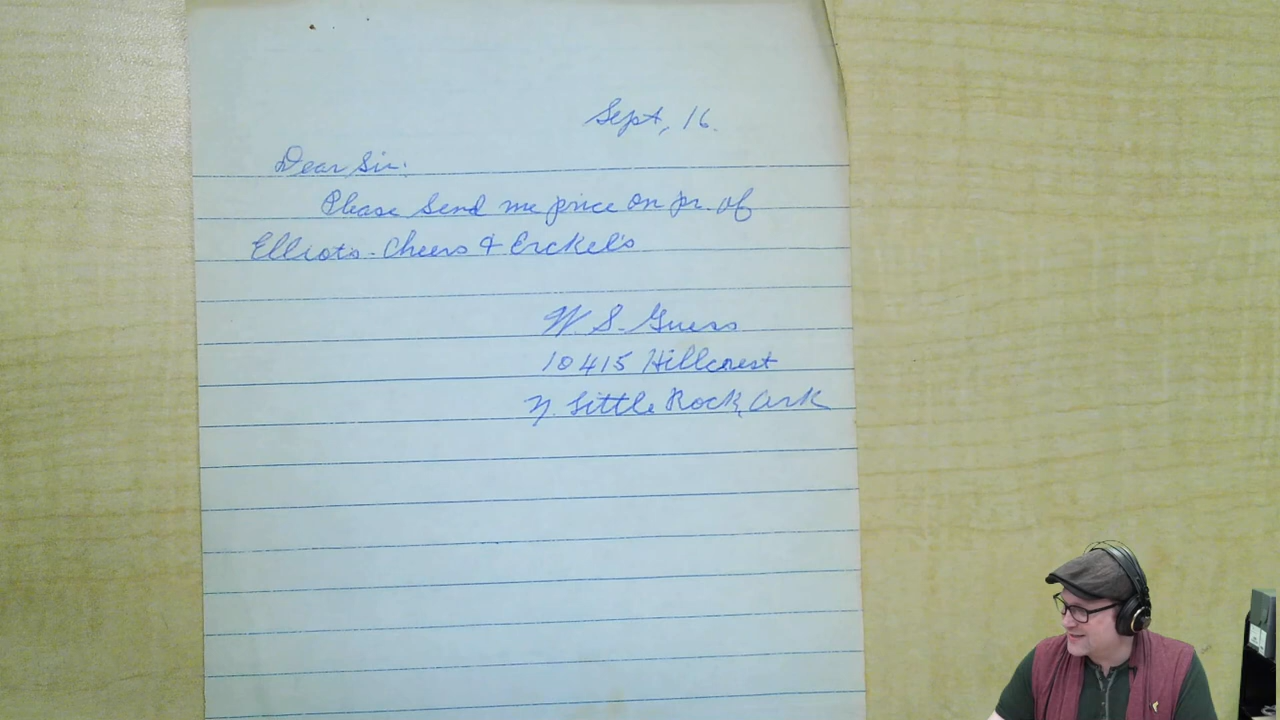 Sept, 16.
Dear Sir:
Please send me price on pr. of
Elliots-Cheers & Erckel's
W. S. Guess
10415 Hillcrest
N. Little Rock, Ark